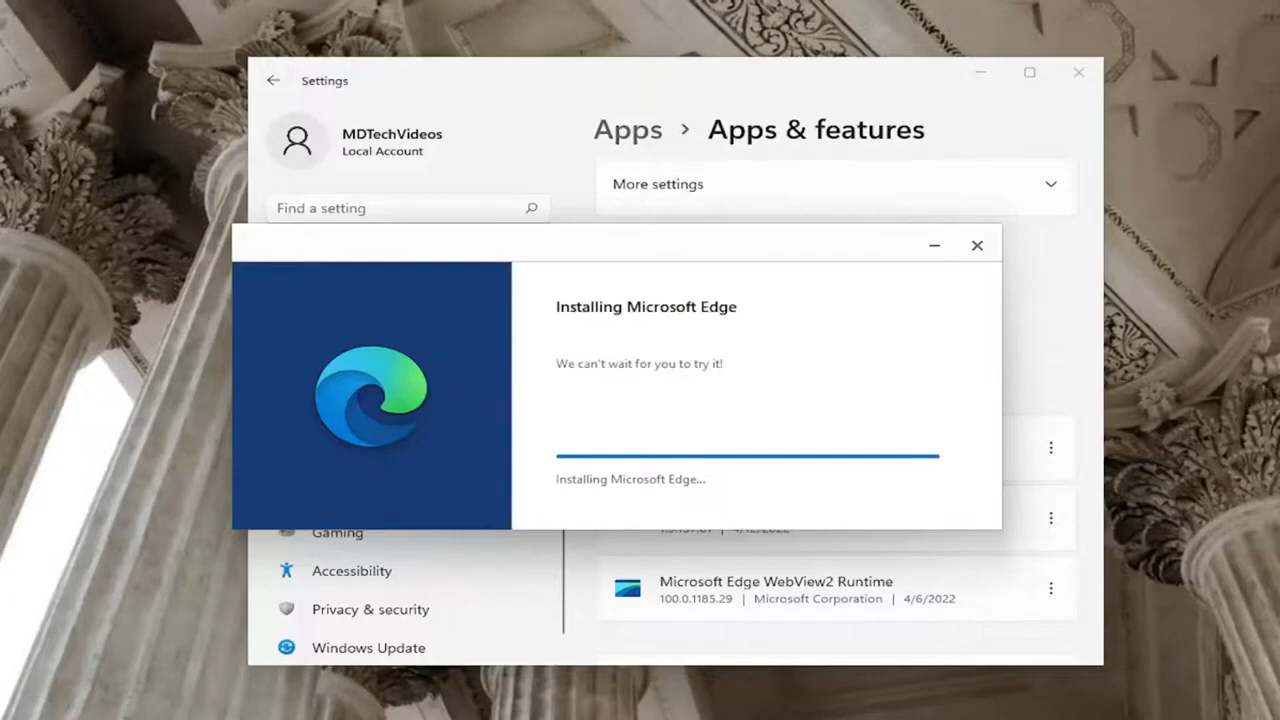 Settings
MDTechVideos
Local Account
Find a setting
Apps > Apps & features
More settings
Installing Microsoft Edge
We can't wait for you to try it!
Installing Microsoft Edge...
Gaming
Accessibility
Privacy & security
Windows Update
Microsoft Edge WebView2 Runtime
100.0.1185.29 | Microsoft Corporation | 4/6/2022